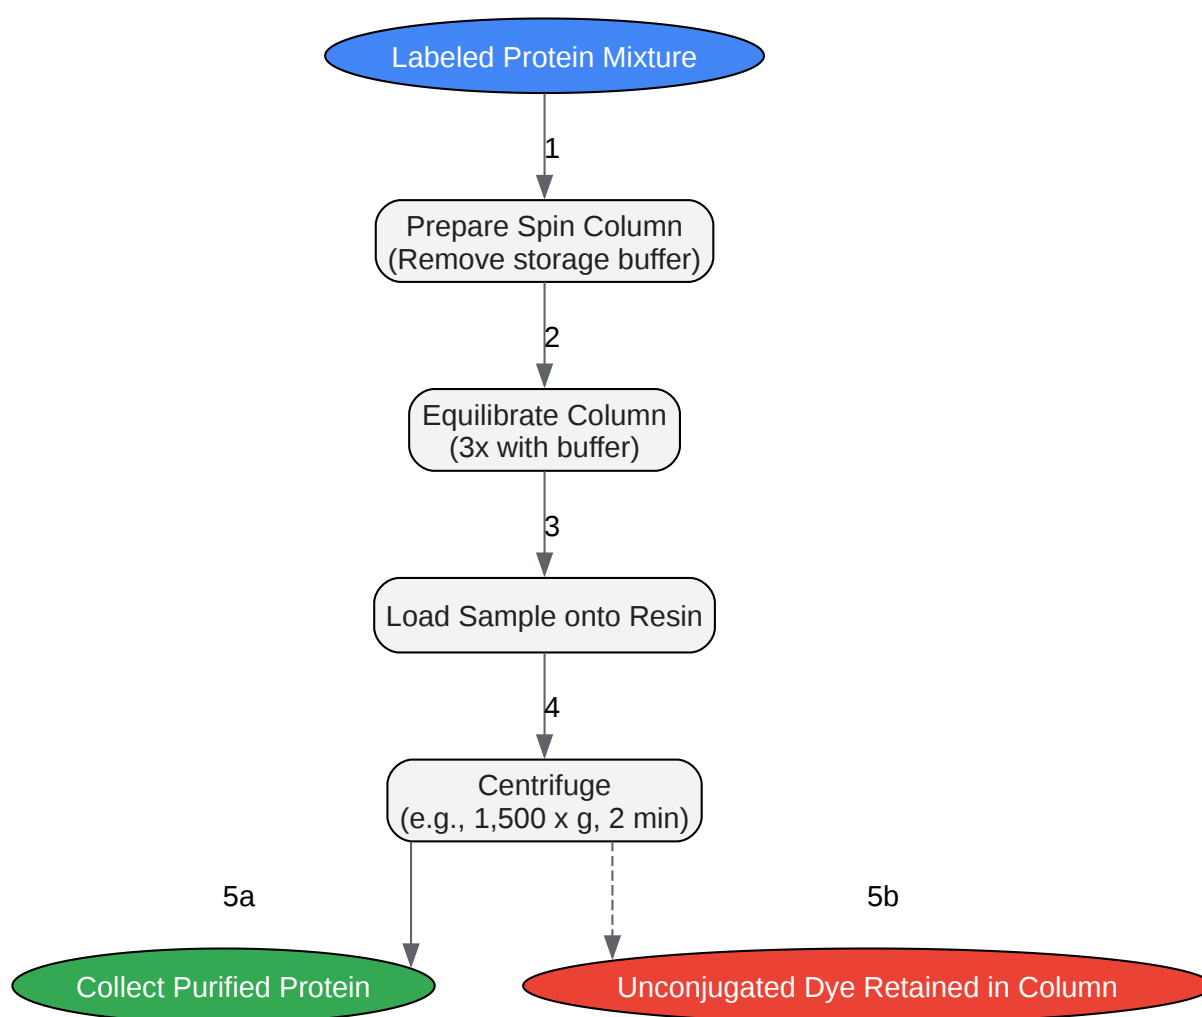 Labeled Protein Mixture
1
Prepare Spin Column
(Remove storage buffer)
2
Equilibrate Column
(3x with buffer)
3
Load Sample onto Resin
4
Centrifuge
(e.g., 1,500 x g, 2 min)
5a
5b
Collect Purified Protein
Unconjugated Dye Retained in Column